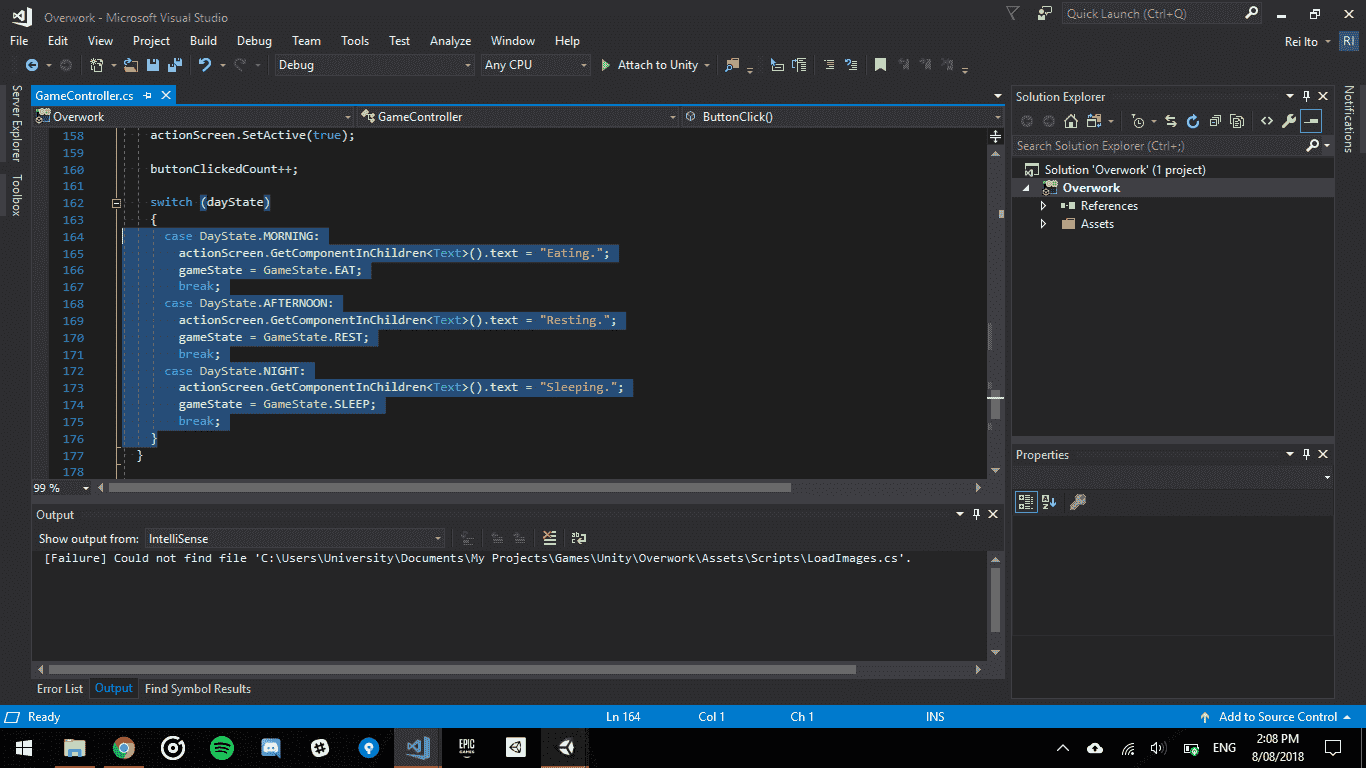 Overwork - Microsoft Visual Studio
Quick Launch (Ctrl+Q)
File Edit View Project Build Debug Team Tools Test Analyze Window Help
Rei Ito RI
Debug Any CPU Attach to Unity
Server Explorer
Toolbox
GameController.cs
Overwork GameController ButtonClick()
158 actionScreen.SetActive(true);
159
160 buttonClickedCount++;
161
162 switch (dayState)
163 {
164 case DayState.MORNING:
165 actionScreen.GetComponentInChildren<Text>().text = "Eating.";
166 gameState = GameState.EAT;
167 break;
168 case DayState.AFTERNOON:
169 actionScreen.GetComponentInChildren<Text>().text = "Resting.";
170 gameState = GameState.REST;
171 break;
172 case DayState.NIGHT:
173 actionScreen.GetComponentInChildren<Text>().text = "Sleeping.";
174 gameState = GameState.SLEEP;
175 break;
176 }
177 }
178
99 %
Output
Show output from: IntelliSense
[Failure] Could not find file 'C:\Users\University\Documents\My Projects\Games\Unity\Overwork\Assets\Scripts\LoadImages.cs'.
Error List Output Find Symbol Results
Solution Explorer
Search Solution Explorer (Ctrl+;)
Solution 'Overwork' (1 project)
Overwork
References
Assets
Properties
Notifications
Ready Ln 164 Col 1 Ch 1 INS Add to Source Control
EPIC GAMES
ENG
2:08 PM
8/08/2018